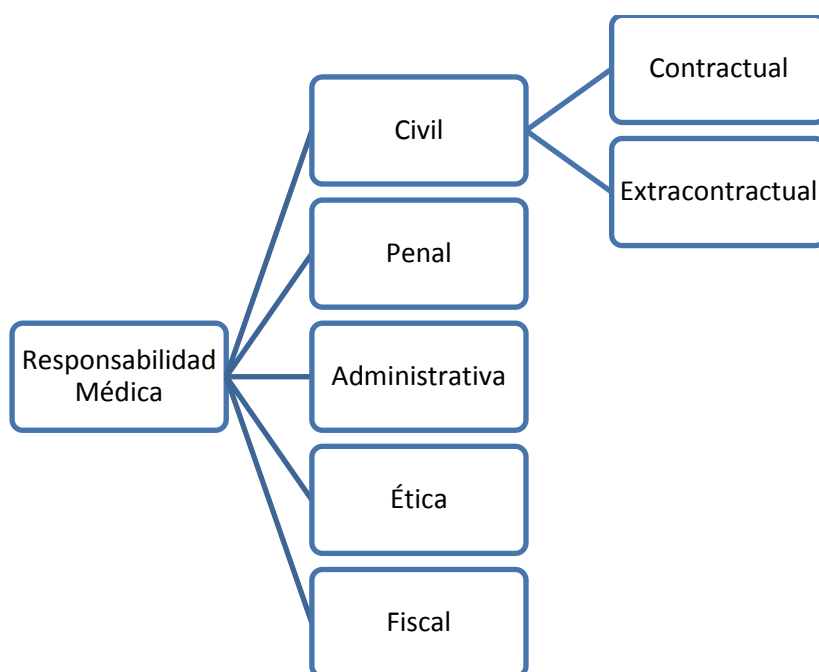 Contractual
Civil
Extracontractual
Penal
Responsabilidad
Médica
Administrativa
Ética
Fiscal